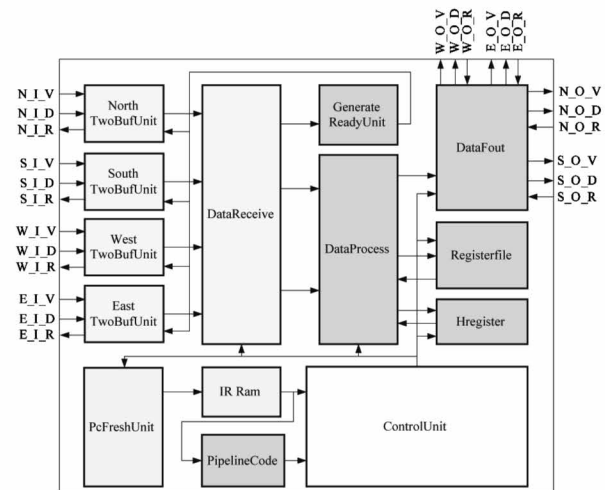 W_O_V
W_O_D
W_O_R
E_O_V
E_O_D
E_O_R
N_I_V
N_I_D
N_I_R
North
TwoBufUnit
S_I_V
S_I_D
S_I_R
South
TwoBufUnit
W_I_V
W_I_D
W_I_R
West
TwoBufUnit
E_I_V
E_I_D
E_I_R
East
TwoBufUnit
DataReceive
Generate
ReadyUnit
DataProcess
DataFout
N_O_V
N_O_D
N_O_R
S_O_V
S_O_D
S_O_R
Registerfile
Hregister
PcFreshUnit
IR Ram
PipelineCode
ControlUnit